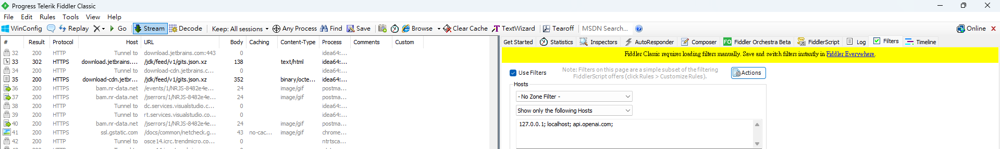 Progress Telerik Fiddler Classic
File Edit Rules Tools View Help
WinConfig Replay Go Stream Decode Keep: All sessions Any Process Find Save Browse Clear Cache TextWizard Tearoff MSDN Search... Online
# Result Protocol Host URL Body Caching Content-Type Process Comments Custom
32 200 HTTP Tunnel to download.jetbrains.com:443 0 idea64:...
33 302 HTTPS download.jetbrains.... /jdk/feed/v1/gits.json.xz 138 text/html idea64:...
34 200 HTTP Tunnel to download-cdn.jetbrains.c... 0 idea64:...
35 200 HTTPS download-cdn.jetbr... /jdk/feed/v1/gits.json.xz 352 binary/octe... idea64:...
36 200 HTTPS bam.nr-data.net /events/1/NRJS-8482e4e... 24 image/gif postma...
37 200 HTTPS bam.nr-data.net /jserrors/1/NRJS-8482e4e... 24 image/gif postma...
38 200 HTTP Tunnel to dc.services.visualstudio.c... 0 idea64:...
39 200 HTTP Tunnel to rt.services.visualstudio.co... 0 idea64:...
40 200 HTTPS bam.nr-data.net /jserrors/1/NRJS-8482e4e... 24 image/gif postma...
41 200 HTTPS ssl.gstatic.com /docs/common/netcheck.g... 43 no-cac... image/gif chrome...
42 200 HTTP Tunnel to osce14.icrc.trendmicro.co... 0 ntrtsca...
Get Started Statistics Inspectors AutoResponder Composer FO Fiddler Orchestra Beta FiddlerScript Log Filters Timeline
Fiddler Classic requires loading filters manually. Save and switch filters instantly in Fiddler Everywhere.
Use Filters
Note: Filters on this page are a simple subset of the filtering
FiddlerScript offers (click Rules > Customize Rules).
Actions
Hosts
- No Zone Filter -
Show only the following Hosts
127.0.0.1; localhost; api.openai.com;